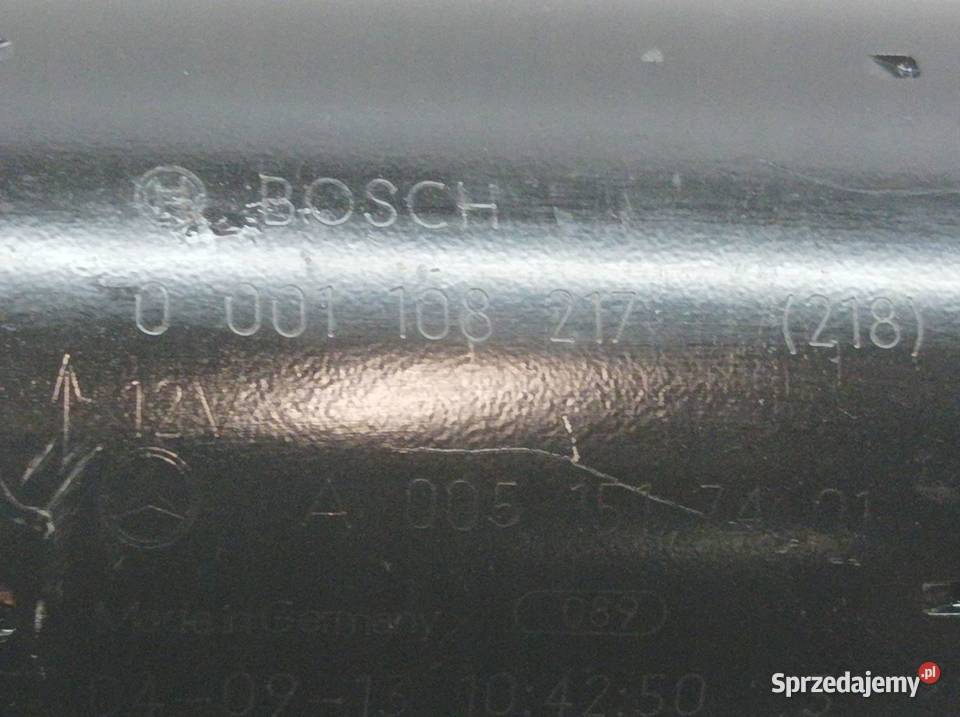 BOSCH
0 001 108 217 (218)
12V
A 005 151 74 01
Made in Germany 089
-09-13 10:42:50
Sprzedajemy.pl